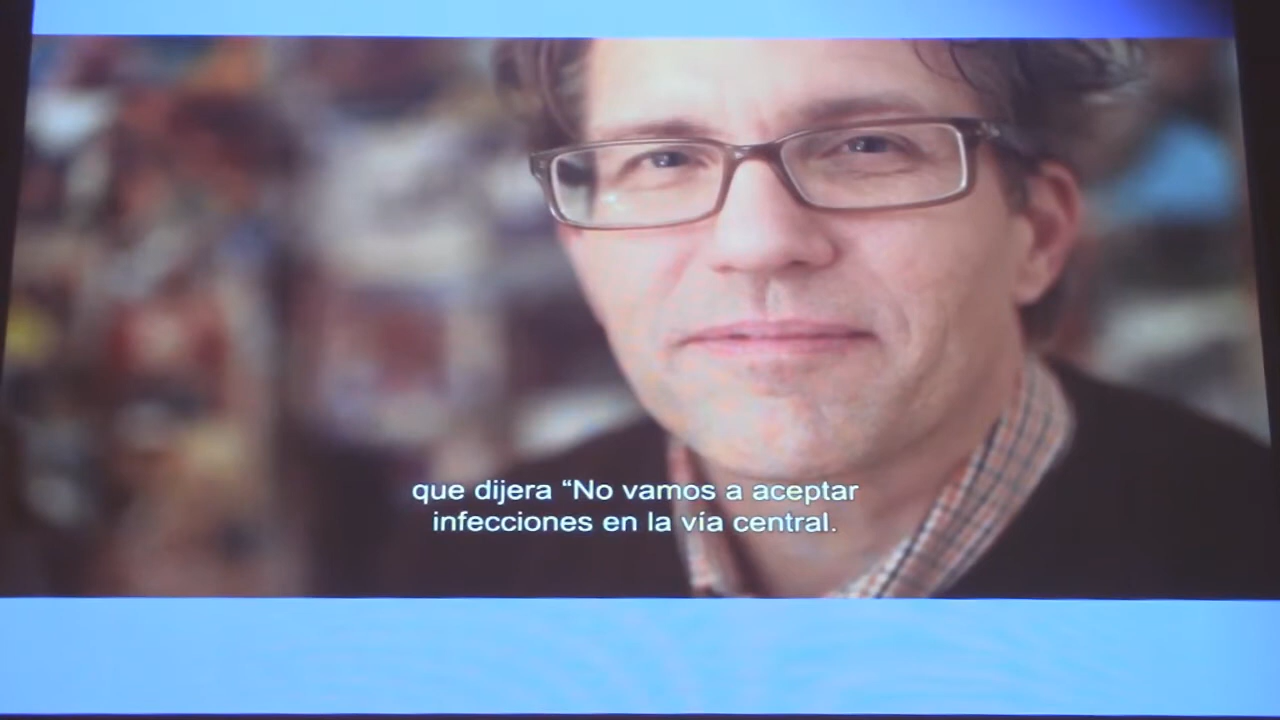 que dijera “No vamos a aceptar
infecciones en la vía central.